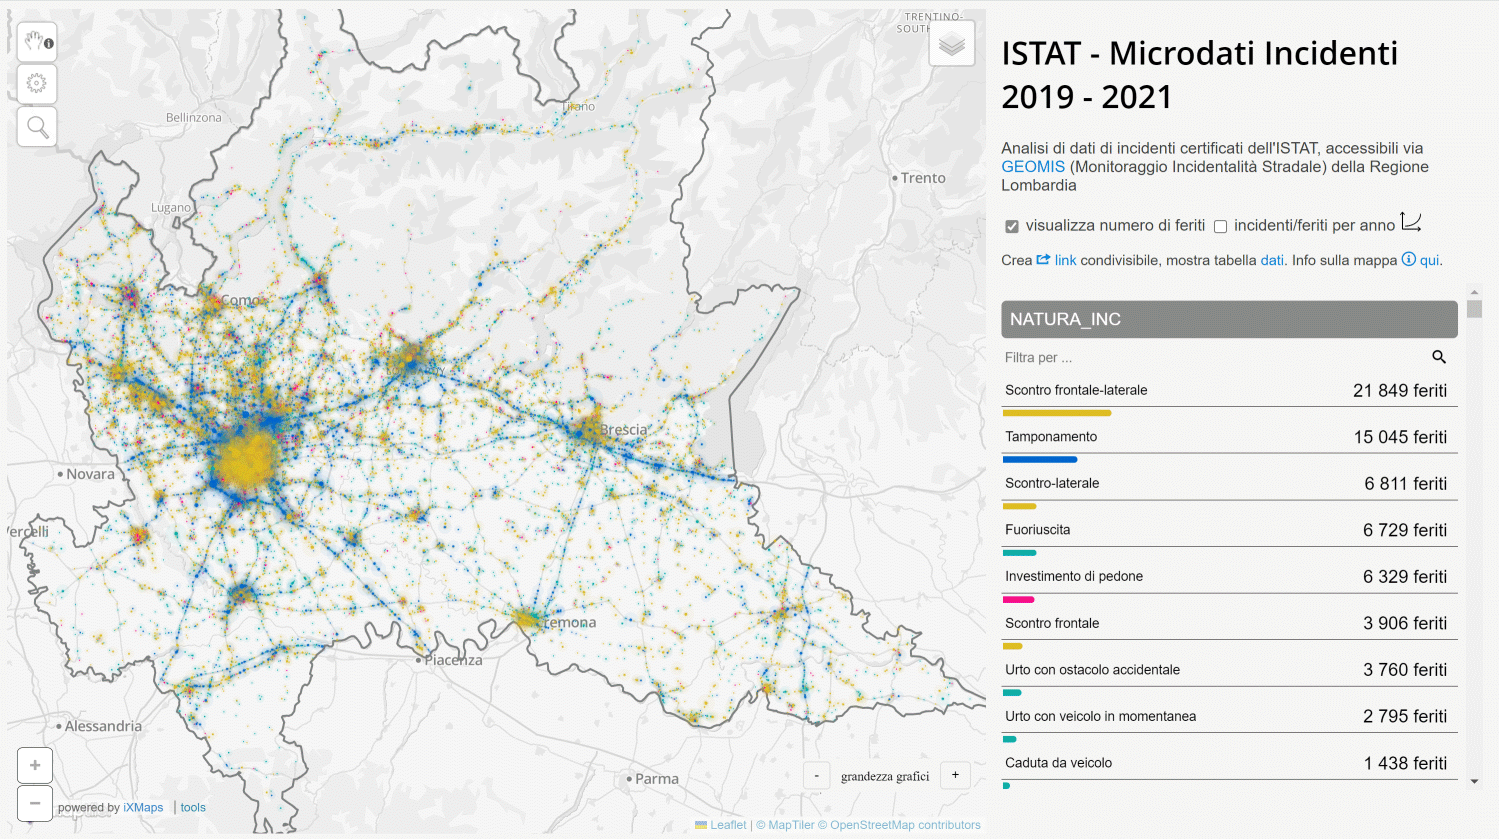 TRENTINO-
SOUTH
Tirano
Bellinzona
Trento
Lugano
Como
Brescia
Novara
Vercelli
Cremona
Piacenza
Alessandria
Parma
+
−
powered by iXMaps | tools
- grandezza grafici +
Leaflet | © MapTiler © OpenStreetMap contributors
ISTAT - Microdati Incidenti
2019 - 2021
Analisi di dati di incidenti certificati dell'ISTAT, accessibili via
GEOMIS (Monitoraggio Incidentalità Stradale) della Regione
Lombardia
visualizza numero di feriti incidenti/feriti per anno
Crea link condivisibile, mostra tabella dati. Info sulla mappa qui.
NATURA_INC
Filtra per ...
Scontro frontale-laterale 21 849 feriti
Tamponamento 15 045 feriti
Scontro-laterale 6 811 feriti
Fuoriuscita 6 729 feriti
Investimento di pedone 6 329 feriti
Scontro frontale 3 906 feriti
Urto con ostacolo accidentale 3 760 feriti
Urto con veicolo in momentanea 2 795 feriti
Caduta da veicolo 1 438 feriti